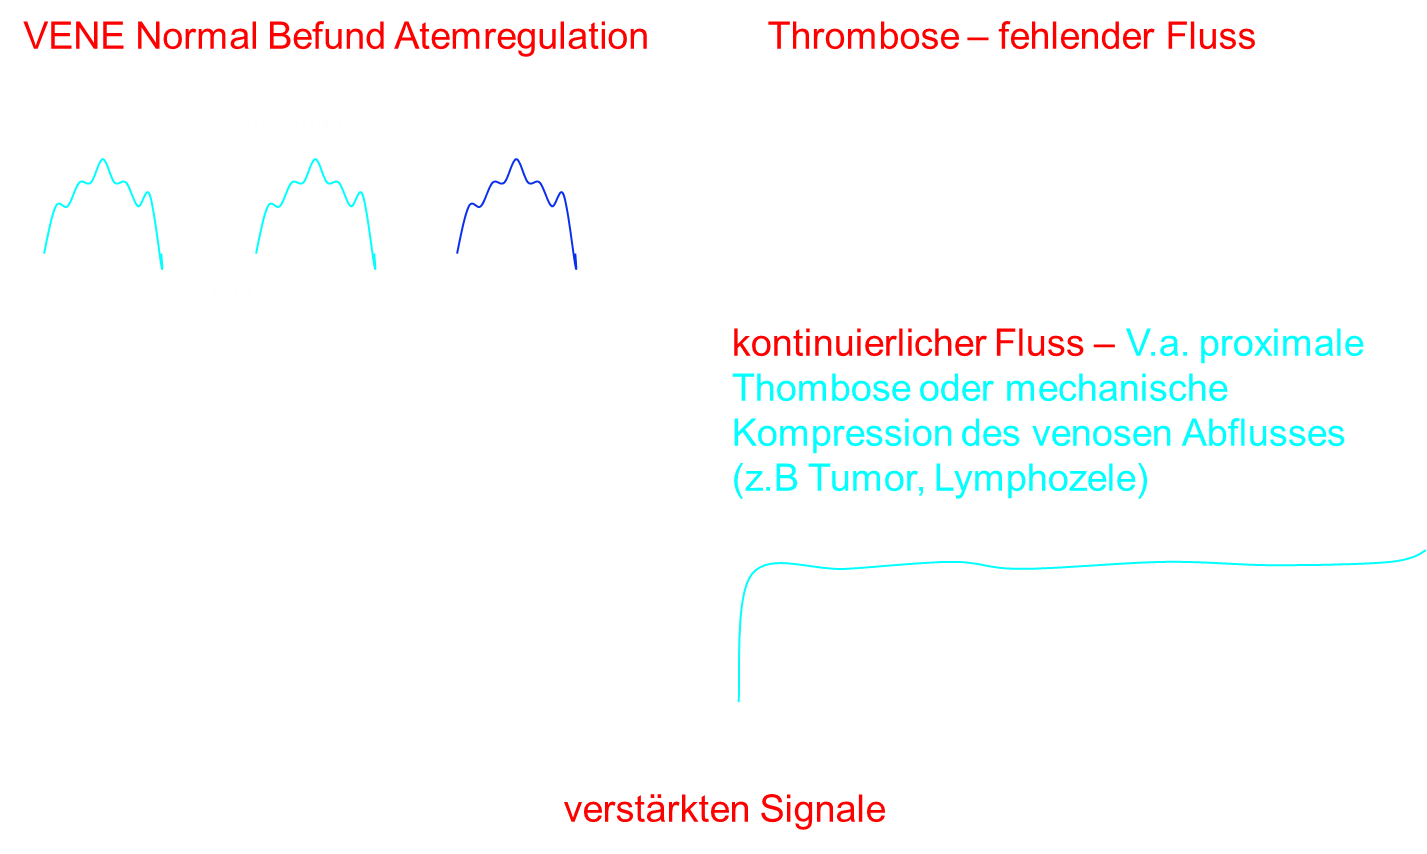 VENE Normal Befund Atemregulation
Thrombose – fehlender Fluss
kontinuierlicher Fluss – V.a. proximale
Thombose oder mechanische
Kompression des venosen Abflusses
(z.B Tumor, Lymphozele)
verstärkten Signale